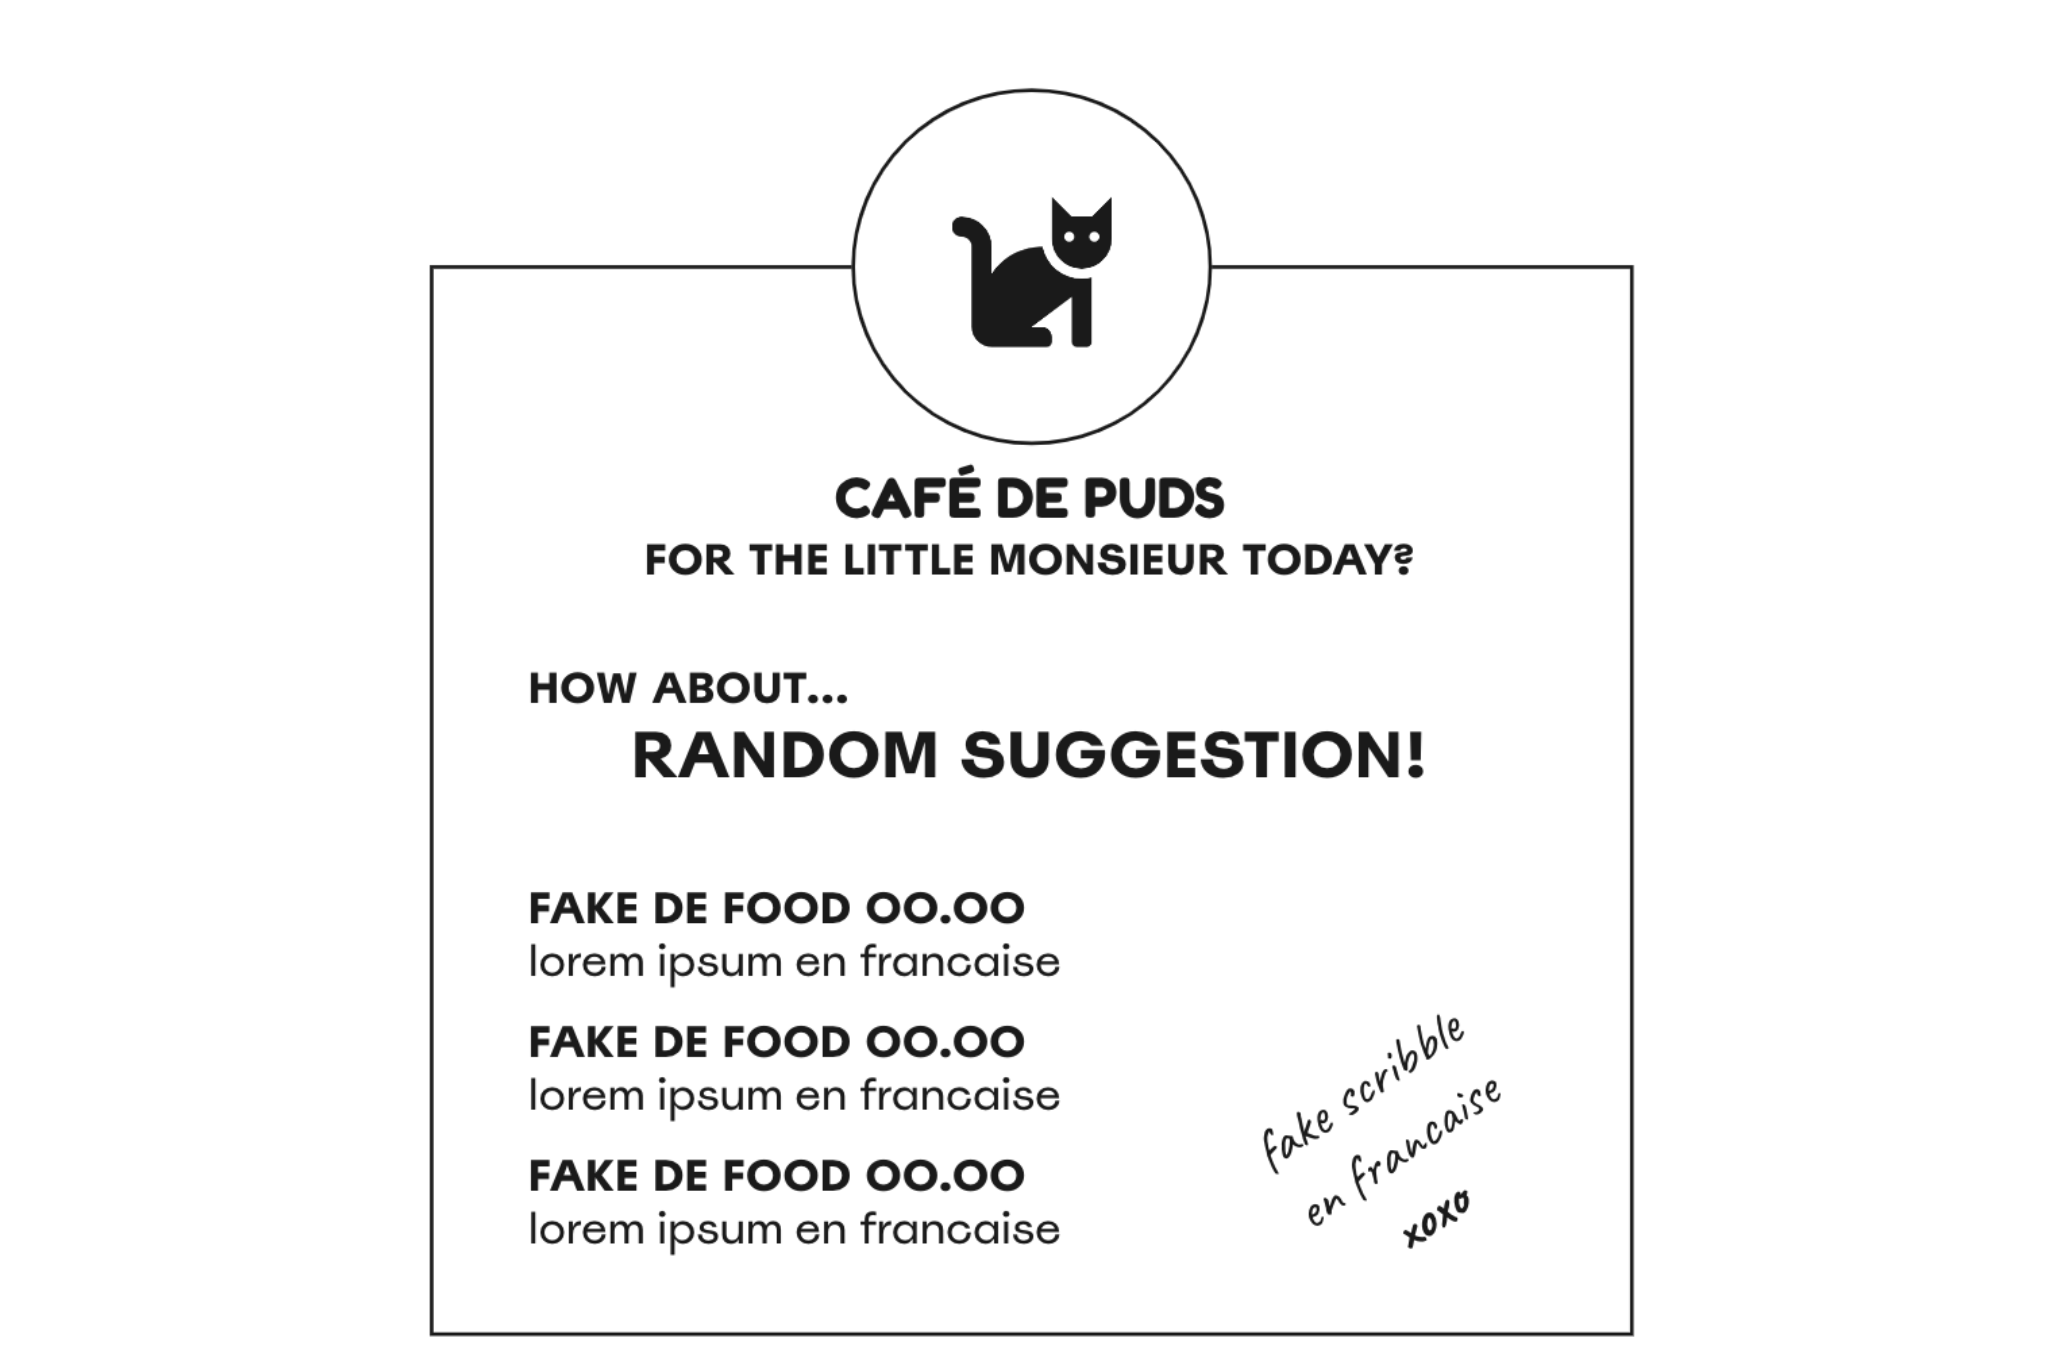 CAFÉ DE PUDS
FOR THE LITTLE MONSIEUR TODAY?
HOW ABOUT...
RANDOM SUGGESTION!
FAKE DE FOOD 00.00
lorem ipsum en francaise
FAKE DE FOOD 00.00
lorem ipsum en francaise
FAKE DE FOOD 00.00
lorem ipsum en francaise
fake scribble
en francaise
xoxo